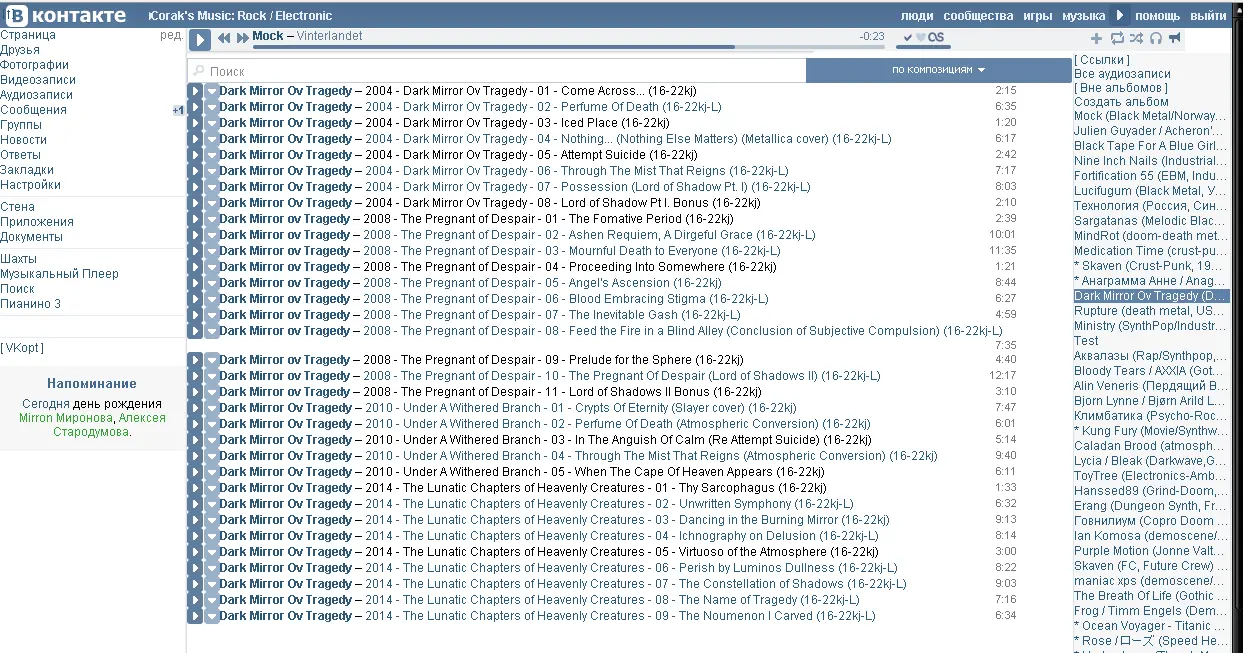 В контакте
Corak's Music: Rock / Electronic
люди сообщества игры музыка помощь выйти
Страница ред.
Друзья
Фотографии
Видеозаписи
Аудиозаписи
Сообщения +1
Группы
Новости
Ответы
Закладки
Настройки
Стена
Приложения
Документы
Шахты
Музыкальный Плеер
Поиск
Пианино 3
[ VKopt ]
Напоминание
Сегодня день рождения
Mirron Миронова, Алексея
Стародумова.
Mock – Vinterlandet -0:23
Поиск
по композициям
Dark Mirror Ov Tragedy – 2004 - Dark Mirror Ov Tragedy - 01 - Come Across... (16-22kj) 2:15
Dark Mirror Ov Tragedy – 2004 - Dark Mirror Ov Tragedy - 02 - Perfume Of Death (16-22kj-L) 6:35
Dark Mirror Ov Tragedy – 2004 - Dark Mirror Ov Tragedy - 03 - Iced Place (16-22kj) 1:20
Dark Mirror Ov Tragedy – 2004 - Dark Mirror Ov Tragedy - 04 - Nothing... (Nothing Else Matters) (Metallica cover) (16-22kj-L) 6:17
Dark Mirror Ov Tragedy – 2004 - Dark Mirror Ov Tragedy - 05 - Attempt Suicide (16-22kj) 2:42
Dark Mirror Ov Tragedy – 2004 - Dark Mirror Ov Tragedy - 06 - Through The Mist That Reigns (16-22kj-L) 7:17
Dark Mirror Ov Tragedy – 2004 - Dark Mirror Ov Tragedy - 07 - Possession (Lord of Shadow Pt. I) (16-22kj-L) 8:03
Dark Mirror Ov Tragedy – 2004 - Dark Mirror Ov Tragedy - 08 - Lord of Shadow Pt I. Bonus (16-22kj) 2:10
Dark Mirror ov Tragedy – 2008 - The Pregnant of Despair - 01 - The Fomative Period (16-22kj) 2:39
Dark Mirror ov Tragedy – 2008 - The Pregnant of Despair - 02 - Ashen Requiem, A Dirgeful Grace (16-22kj-L) 10:01
Dark Mirror ov Tragedy – 2008 - The Pregnant of Despair - 03 - Mournful Death to Everyone (16-22kj-L) 11:35
Dark Mirror ov Tragedy – 2008 - The Pregnant of Despair - 04 - Proceeding Into Somewhere (16-22kj) 1:21
Dark Mirror ov Tragedy – 2008 - The Pregnant of Despair - 05 - Angel's Ascension (16-22kj) 8:44
Dark Mirror ov Tragedy – 2008 - The Pregnant of Despair - 06 - Blood Embracing Stigma (16-22kj-L) 6:27
Dark Mirror ov Tragedy – 2008 - The Pregnant of Despair - 07 - The Inevitable Gash (16-22kj-L) 4:59
Dark Mirror ov Tragedy – 2008 - The Pregnant of Despair - 08 - Feed the Fire in a Blind Alley (Conclusion of Subjective Compulsion) (16-22kj-L)
7:35
Dark Mirror ov Tragedy – 2008 - The Pregnant of Despair - 09 - Prelude for the Sphere (16-22kj) 4:40
Dark Mirror ov Tragedy – 2008 - The Pregnant of Despair - 10 - The Pregnant Of Despair (Lord of Shadows II) (16-22kj-L) 12:17
Dark Mirror ov Tragedy – 2008 - The Pregnant of Despair - 11 - Lord of Shadows II Bonus (16-22kj) 3:10
Dark Mirror Ov Tragedy – 2010 - Under A Withered Branch - 01 - Crypts Of Eternity (Slayer cover) (16-22kj) 7:47
Dark Mirror Ov Tragedy – 2010 - Under A Withered Branch - 02 - Perfume Of Death (Atmospheric Conversion) (16-22kj) 6:01
Dark Mirror Ov Tragedy – 2010 - Under A Withered Branch - 03 - In The Anguish Of Calm (Re Attempt Suicide) (16-22kj) 5:14
Dark Mirror Ov Tragedy – 2010 - Under A Withered Branch - 04 - Through The Mist That Reigns (Atmospheric Conversion) (16-22kj) 9:40
Dark Mirror Ov Tragedy – 2010 - Under A Withered Branch - 05 - When The Cape Of Heaven Appears (16-22kj) 6:11
Dark Mirror Ov Tragedy – 2014 - The Lunatic Chapters of Heavenly Creatures - 01 - Thy Sarcophagus (16-22kj) 1:33
Dark Mirror Ov Tragedy – 2014 - The Lunatic Chapters of Heavenly Creatures - 02 - Unwritten Symphony (16-22kj-L) 6:32
Dark Mirror Ov Tragedy – 2014 - The Lunatic Chapters of Heavenly Creatures - 03 - Dancing in the Burning Mirror (16-22kj) 9:13
Dark Mirror Ov Tragedy – 2014 - The Lunatic Chapters of Heavenly Creatures - 04 - Ichnography on Delusion (16-22kj-L) 8:14
Dark Mirror Ov Tragedy – 2014 - The Lunatic Chapters of Heavenly Creatures - 05 - Virtuoso of the Atmosphere (16-22kj) 3:00
Dark Mirror Ov Tragedy – 2014 - The Lunatic Chapters of Heavenly Creatures - 06 - Perish by Luminos Dullness (16-22kj-L) 8:22
Dark Mirror Ov Tragedy – 2014 - The Lunatic Chapters of Heavenly Creatures - 07 - The Constellation of Shadows (16-22kj-L) 9:03
Dark Mirror Ov Tragedy – 2014 - The Lunatic Chapters of Heavenly Creatures - 08 - The Name of Tragedy (16-22kj-L) 7:16
Dark Mirror Ov Tragedy – 2014 - The Lunatic Chapters of Heavenly Creatures - 09 - The Noumenon I Carved (16-22kj-L) 6:34
[ Ссылки ]
Все аудиозаписи
[ Вне альбомов ]
Создать альбом
Mock (Black Metal/Norway...
Julien Guyader / Acheron'...
Black Tape For A Blue Girl...
Nine Inch Nails (Industrial...
Fortification 55 (EBM, Indu...
Lucifugum (Black Metal, У...
Технология (Россия, Син...
Sargatanas (Melodic Blac...
MindRot (doom-death met...
Medication Time (crust-pu...
* Skaven (Crust-Punk, 19...
* Анаграмма Анне / Anag...
Dark Mirror Ov Tragedy (D...
Rupture (death metal, US...
Ministry (SynthPop/Industr...
Test
Аквалазы (Rap/Synthpop,...
Bloody Tears / AXXIA (Got...
Alin Veneris (Пердящий В...
Bjorn Lynne / Bjørn Arild L...
Климбатика (Psycho-Roc...
* Kung Fury (Movie/Synthw...
Caladan Brood (atmosph...
Lycia / Bleak (Darkwave,G...
ToyTree (Electronics-Amb...
Hanssed89 (Grind-Doom,...
Erang (Dungeon Synth, Fr...
Говнилиум (Copro Doom ...
Ian Komosa (demoscene/...
Purple Motion (Jonne Valt...
Skaven (FC, Future Crew) ...
maniac xps (demoscene/...
The Breath Of Life (Gothic ...
Frog / Timm Engels (Dem...
* Ocean Voyager - Titanic ...
* Rose /ローズ (Speed He...